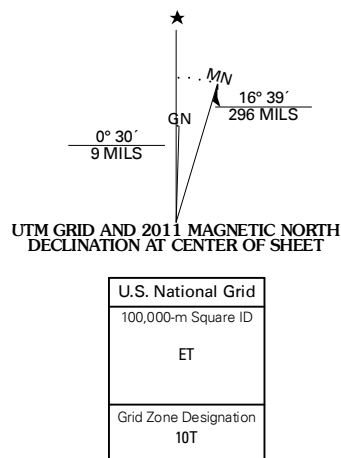 MN
16° 39´
296 MILS
GN
0° 30´
9 MILS
UTM GRID AND 2011 MAGNETIC NORTH
DECLINATION AT CENTER OF SHEET
U.S. National Grid
100,000-m Square ID
ET
Grid Zone Designation
10T